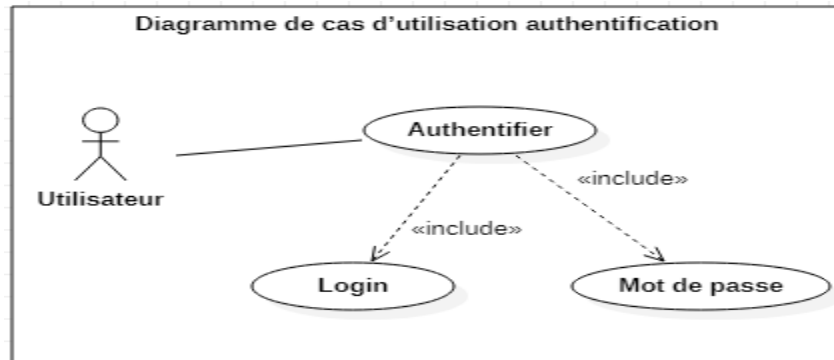 Diagramme de cas d'utilisation authentification
Authentifier
«include»
Utilisateur
«include»
Login
Mot de passe